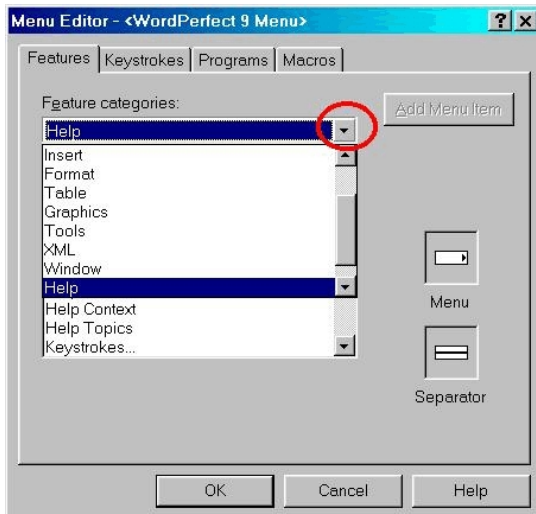 Menu Editor - <WordPerfect 9 Menu>
Features Keystrokes Programs Macros
Feature categories:
Add Menu Item
Help
Insert
Format
Table
Graphics
Tools
XML
Window
Help
Help Context
Help Topics
Keystrokes...
Menu
Separator
OK Cancel Help